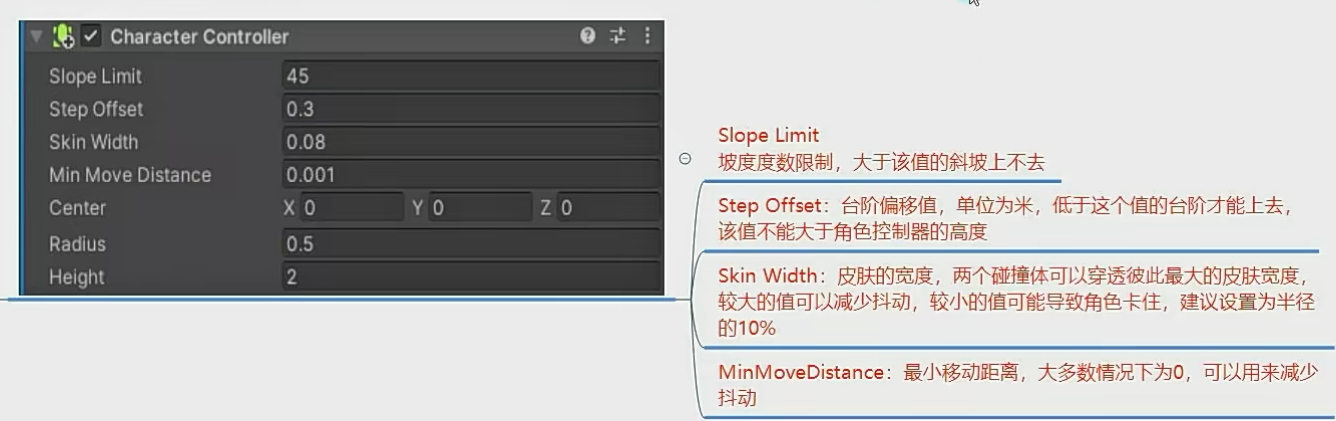 Character Controller
Slope Limit 45
Step Offset 0.3
Skin Width 0.08
Min Move Distance 0.001
Center X 0 Y 0 Z 0
Radius 0.5
Height 2
Slope Limit
坡度度数限制，大于该值的斜坡上不去
Step Offset：台阶偏移值，单位为米，低于这个值的台阶才能上去，
该值不能大于角色控制器的高度
Skin Width：皮肤的宽度，两个碰撞体可以穿透彼此最大的皮肤宽度，
较大的值可以减少抖动，较小的值可能导致角色卡住，建议设置为半径
的10%
MinMoveDistance：最小移动距离，大多数情况下为0，可以用来减少
抖动